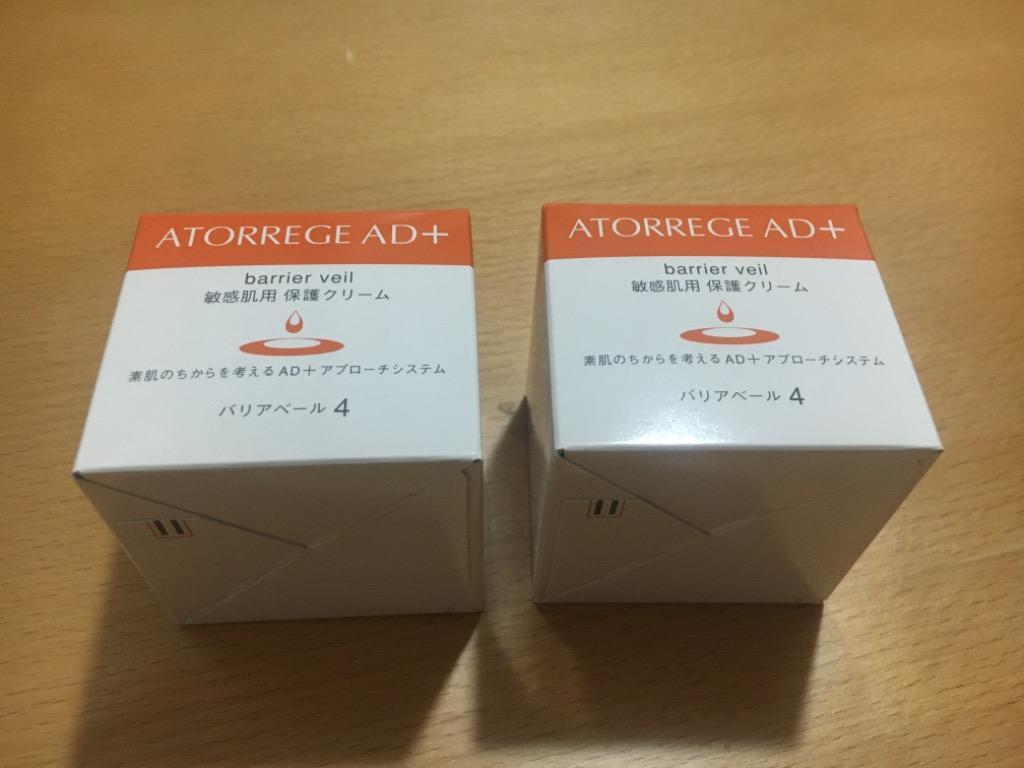 ATORREGE AD+
barrier veil
敏感肌用 保護クリーム
素肌のちからを考えるAD+アプローチシステム
バリアベール 4
ATORREGE AD+
barrier veil
敏感肌用 保護クリーム
素肌のちからを考えるAD+アプローチシステム
バリアベール 4